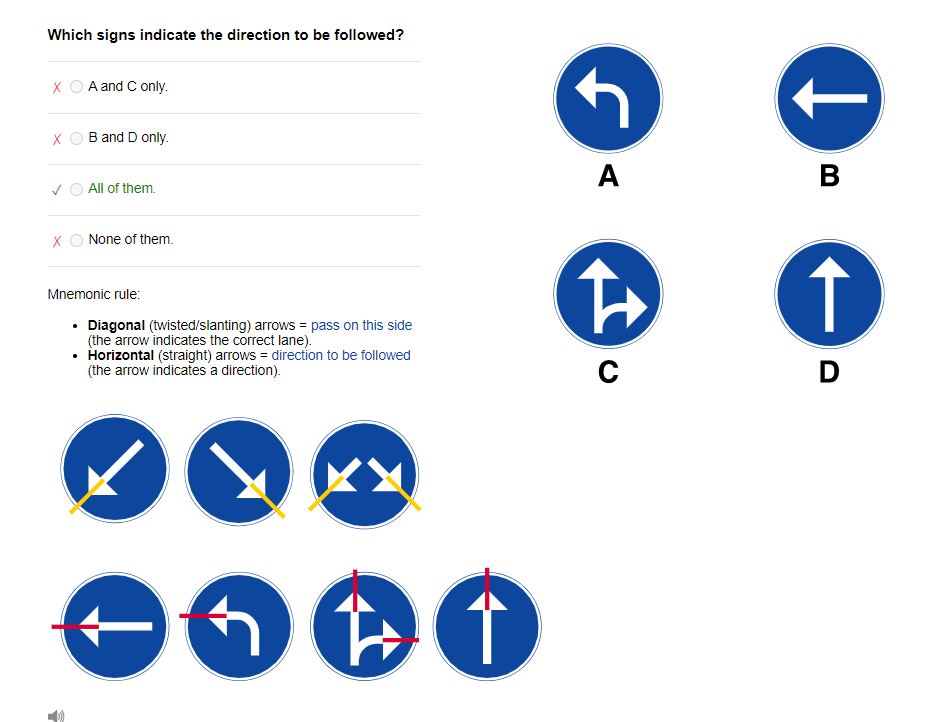 Which signs indicate the direction to be followed?
A and C only.
B and D only.
All of them.
None of them.
Mnemonic rule:
• Diagonal (twisted/slanting) arrows = pass on this side
(the arrow indicates the correct lane).
• Horizontal (straight) arrows = direction to be followed
(the arrow indicates a direction).
A
B
C
D